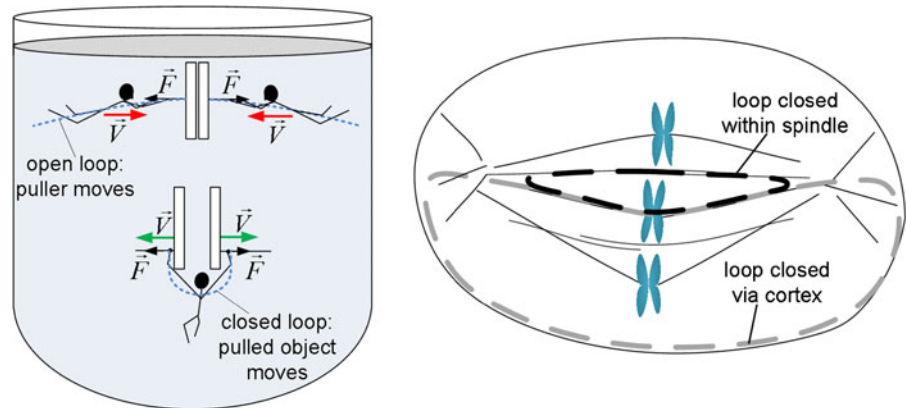 F F
V V
open loop:
puller moves
V V
F F
closed loop:
pulled object
moves
loop closed
within spindle
loop closed
via cortex